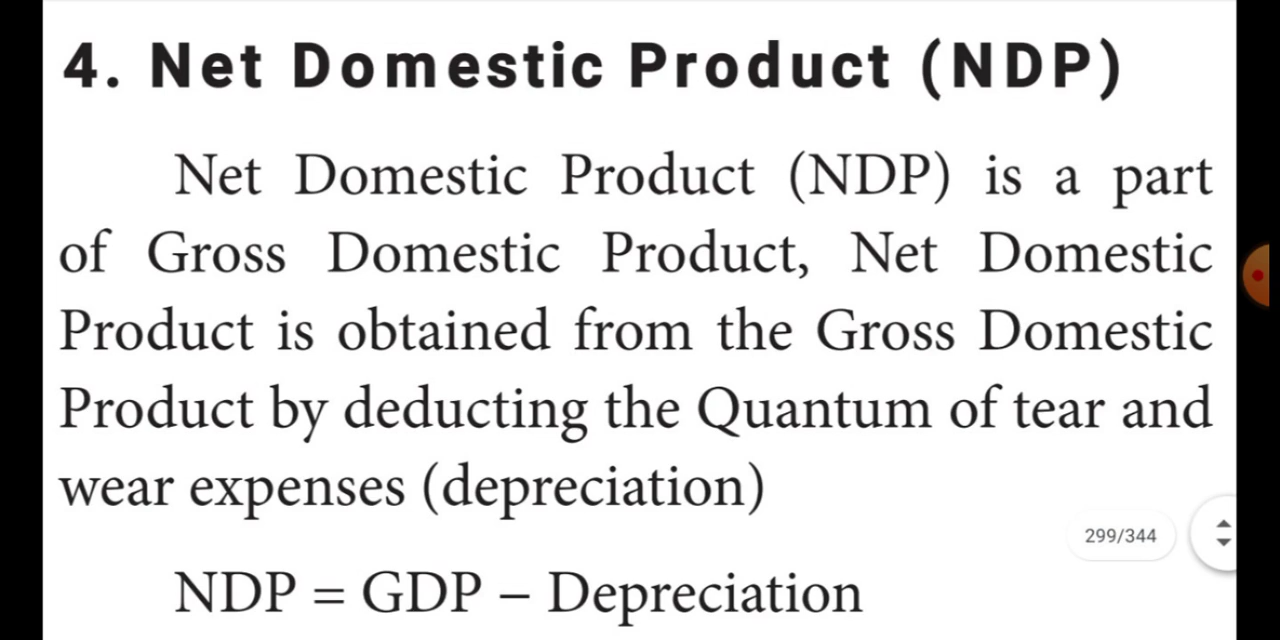 4. Net Domestic Product (NDP)
Net Domestic Product (NDP) is a part
of Gross Domestic Product, Net Domestic
Product is obtained from the Gross Domestic
Product by deducting the Quantum of tear and
wear expenses (depreciation)
299/344
NDP = GDP – Depreciation